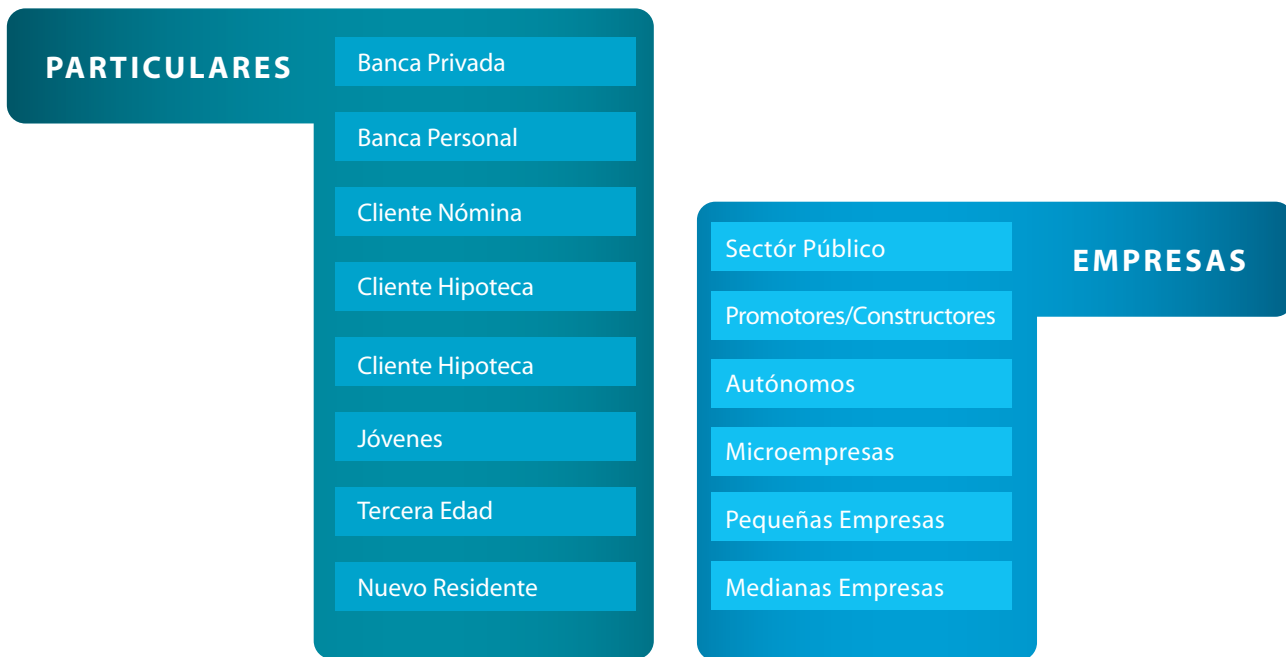 PARTICULARES
Banca Privada
Banca Personal
Cliente Nómina
Cliente Hipoteca
Cliente Hipoteca
Jóvenes
Tercera Edad
Nuevo Residente
EMPRESAS
Sectór Público
Promotores/Constructores
Autónomos
Microempresas
Pequeñas Empresas
Medianas Empresas